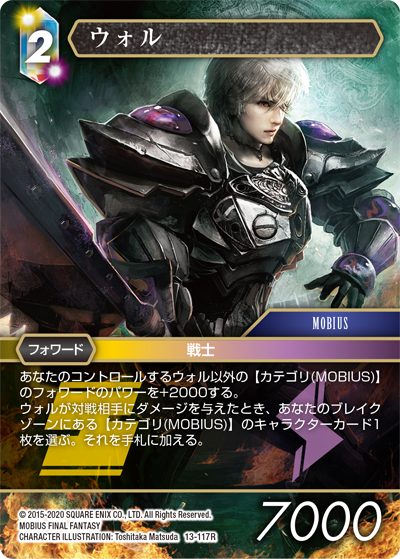 2
ウォル
MOBIUS
フォワード
戦士
あなたのコントロールするウォル以外の【カテゴリ(MOBIUS)】
のフォワードのパワーを+2000する。
ウォルが対戦相手にダメージを与えたとき、あなたのブレイク
ゾーンにある【カテゴリ(MOBIUS)】のキャラクターカード1
枚を選ぶ。それを手札に加える。
© 2015-2020 SQUARE ENIX CO., LTD. All Rights Reserved.
MOBIUS FINAL FANTASY
CHARACTER ILLUSTRATION: Toshitaka Matsuda 13-117R
7000